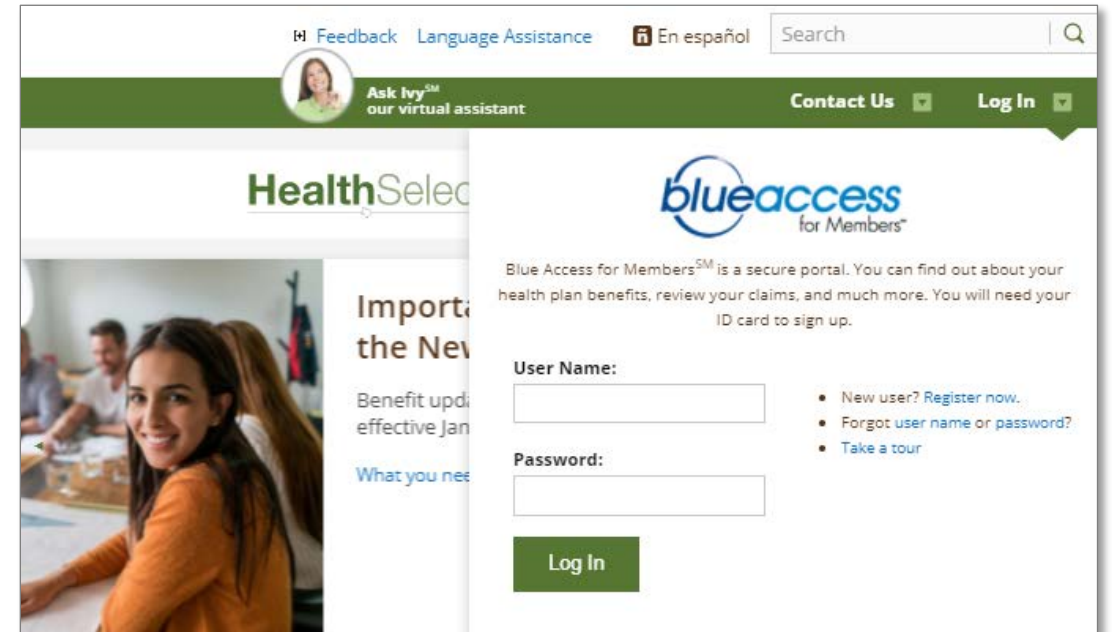 Feedback Language Assistance ñ En español Search
Ask Ivy℠
our virtual assistant
Contact Us Log In
HealthSelec
blueaccess
for Members℠
Blue Access for Members℠ is a secure portal. You can find out about your
health plan benefits, review your claims, and much more. You will need your
ID card to sign up.
Importa
the Nev
Benefit upda
effective Jan
What you nee
User Name:
• New user? Register now.
• Forgot user name or password?
• Take a tour
Password:
Log In